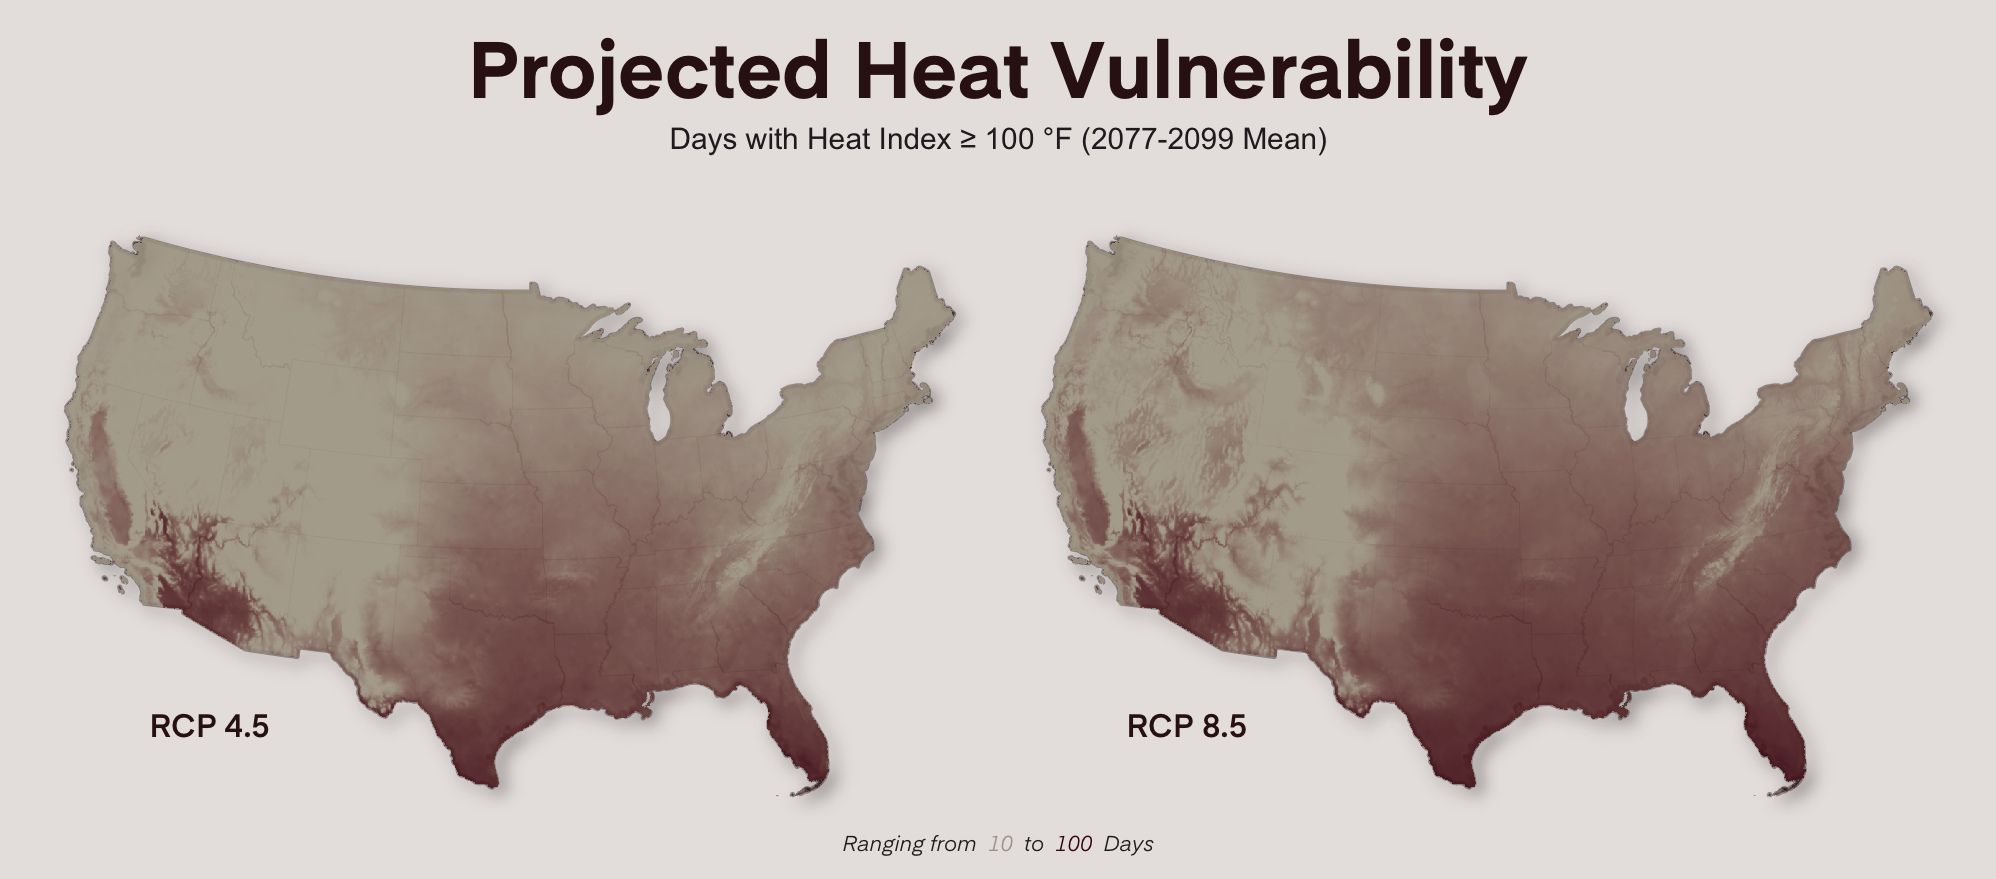 Projected Heat Vulnerability
Days with Heat Index ≥ 100 °F (2077-2099 Mean)
RCP 4.5
RCP 8.5
Ranging from 10 to 100 Days